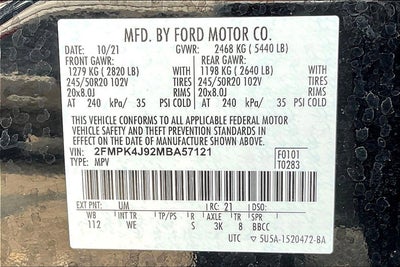 MFD. BY FORD MOTOR CO.
DATE: 10/21 GVWR: 2468 KG ( 5440 LB)
FRONT GAWR: REAR GAWR:
1279 KG ( 2820 LB) 1198 KG ( 2640 LB)
245/50R20 102V TIRES 245/50R20 102V TIRES
20x8.0J RIMS 20x8.0J RIMS
AT 240 kPa/ 35 PSI COLD AT 240 kPa/ 35 PSI COLD
THIS VEHICLE CONFORMS TO ALL APPLICABLE FEDERAL MOTOR
VEHICLE SAFETY AND THEFT PREVENTION STANDARDS IN
EFFECT ON THE DATE OF MANUFACTURE SHOWN ABOVE.
VIN: 2FMPK4J92MBA57121 F0101
TYPE: MPV T0283
EXT PNT: UM RC: 21 DSO:
WB INT TR TP/PS R AXLE TR SPR
112 WE S 3K 8 BBCC
UTC ▽ 5U5A-1520472-BA